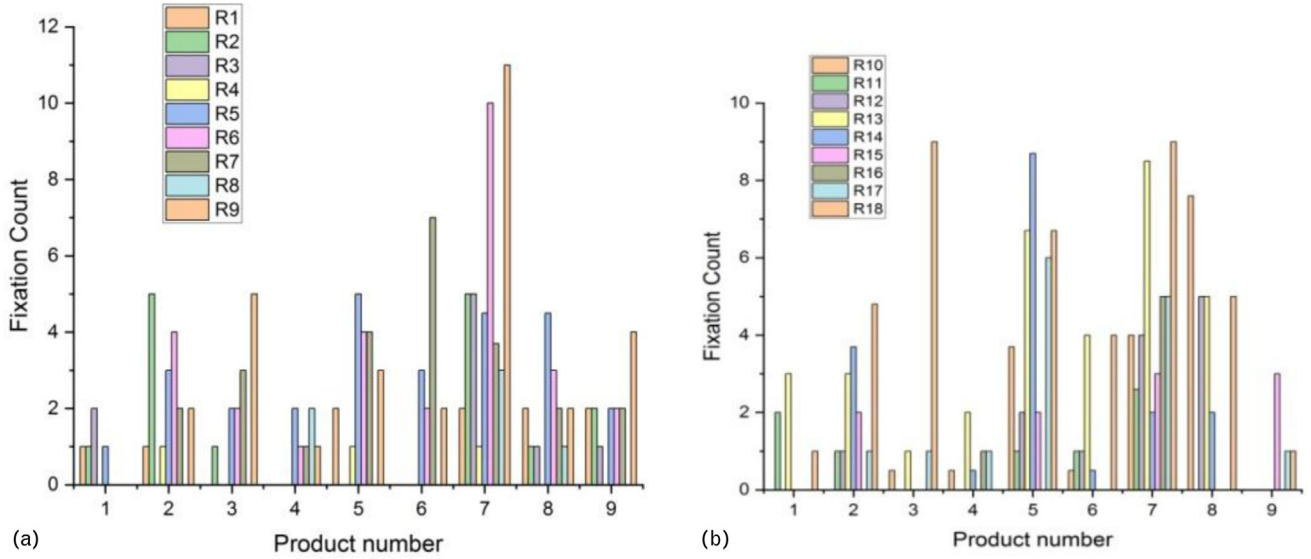 R1
R2
R3
R4
R5
R6
R7
R8
R9
12
10
8
6
4
2
0
Fixation Count
1 2 3 4 5 6 7 8 9
Product number
(a)
R10
R11
R12
R13
R14
R15
R16
R17
R18
10
8
6
4
2
0
Fixation Count
1 2 3 4 5 6 7 8 9
Product number
(b)